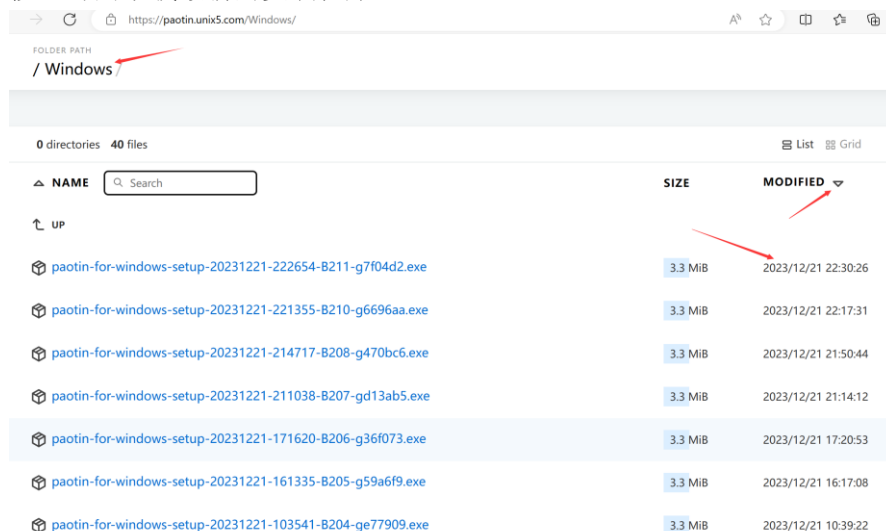 https://paotin.unix5.com/Windows/
FOLDER PATH
/ Windows /
0 directories 40 files
List Grid
NAME Search SIZE MODIFIED
UP
paotin-for-windows-setup-20231221-222654-B211-g7f04d2.exe 3.3 MiB 2023/12/21 22:30:26
paotin-for-windows-setup-20231221-221355-B210-g6696aa.exe 3.3 MiB 2023/12/21 22:17:31
paotin-for-windows-setup-20231221-214717-B208-g470bc6.exe 3.3 MiB 2023/12/21 21:50:44
paotin-for-windows-setup-20231221-211038-B207-gd13ab5.exe 3.3 MiB 2023/12/21 21:14:12
paotin-for-windows-setup-20231221-171620-B206-g36f073.exe 3.3 MiB 2023/12/21 17:20:53
paotin-for-windows-setup-20231221-161335-B205-g59a6f9.exe 3.3 MiB 2023/12/21 16:17:08
paotin-for-windows-setup-20231221-103541-B204-ge77909.exe 3.3 MiB 2023/12/21 10:39:22